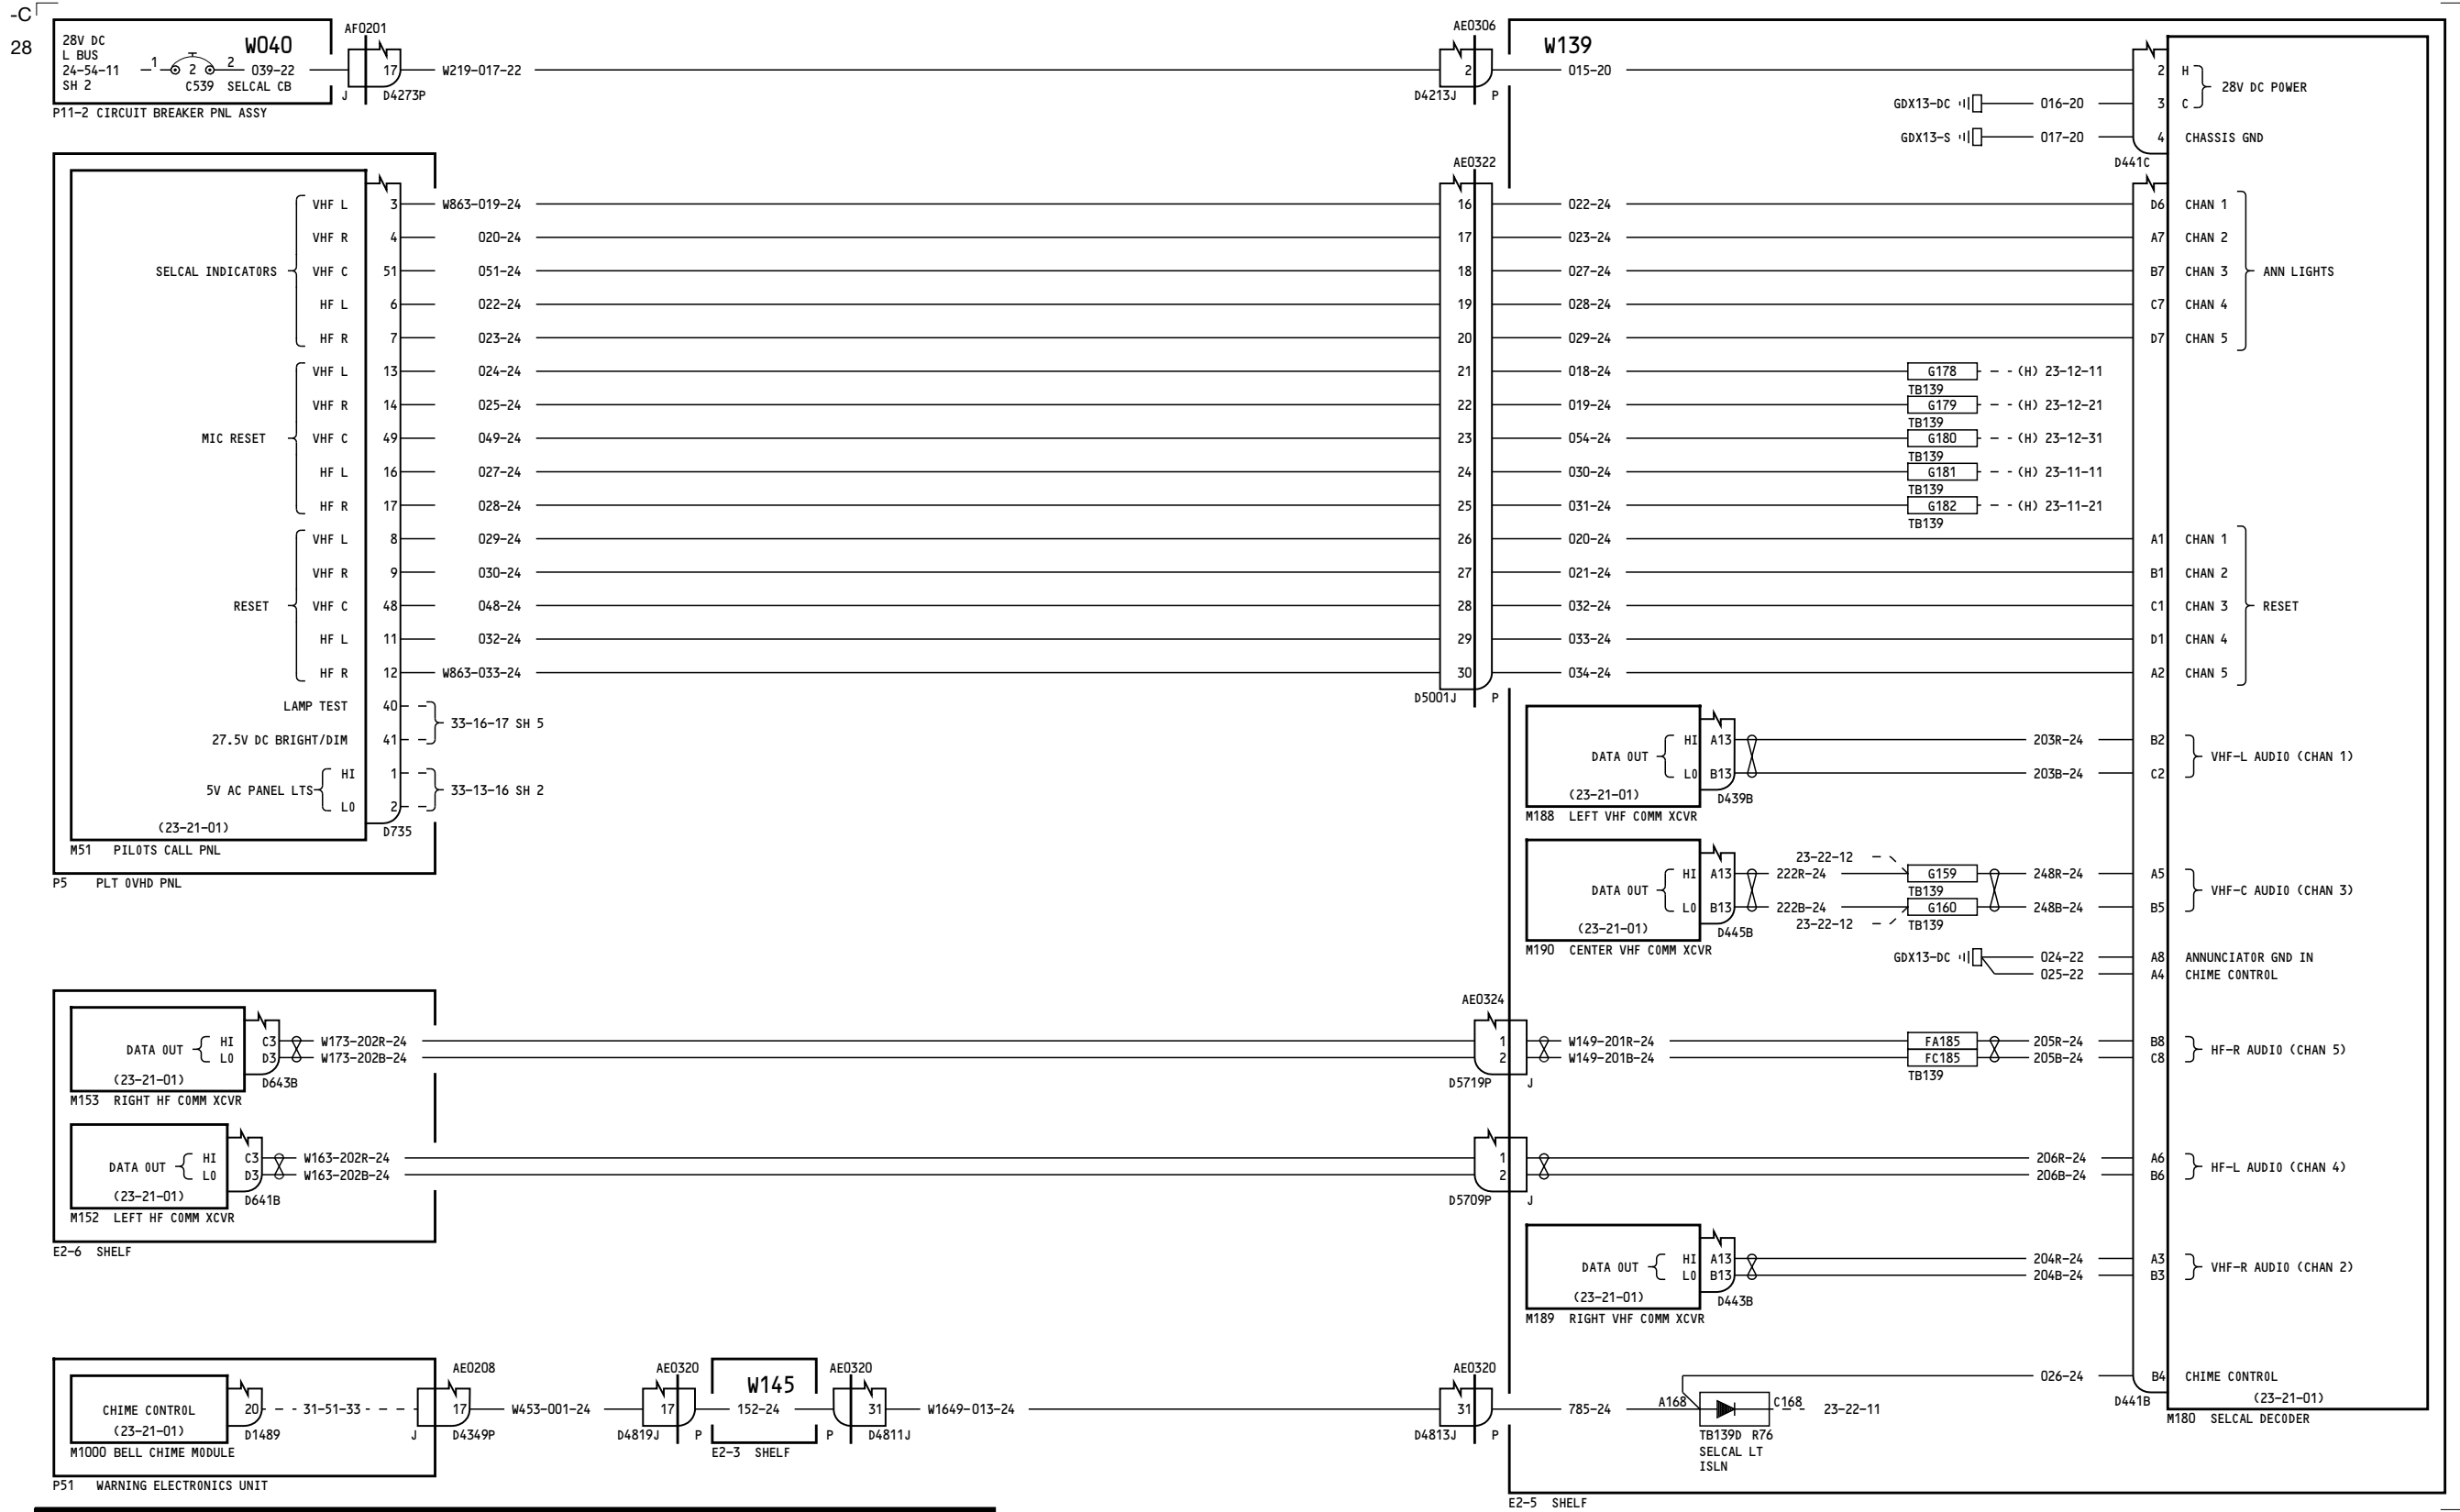 -C
28
28V DC
L BUS
24-54-11
SH 2
1 2 2
W040
039-22
C539 SELCAL CB
P11-2 CIRCUIT BREAKER PNL ASSY
AF0201
17
J D4273P
W219-017-22
AE0306
2
D4213J P
W139
015-20
2 H
3 C
28V DC POWER
GDX13-DC 016-20
GDX13-S 017-20
4 CHASSIS GND
D441C
AE0322
SELCAL INDICATORS
VHF L 3 W863-019-24 16 022-24 D6 CHAN 1
VHF R 4 020-24 17 023-24 A7 CHAN 2
VHF C 51 051-24 18 027-24 B7 CHAN 3 ANN LIGHTS
HF L 6 022-24 19 028-24 C7 CHAN 4
HF R 7 023-24 20 029-24 D7 CHAN 5
MIC RESET
VHF L 13 024-24 21 018-24 G178 (H) 23-12-11
TB139
VHF R 14 025-24 22 019-24 G179 (H) 23-12-21
TB139
VHF C 49 049-24 23 054-24 G180 (H) 23-12-31
TB139
HF L 16 027-24 24 030-24 G181 (H) 23-11-11
TB139
HF R 17 028-24 25 031-24 G182 (H) 23-11-21
TB139
RESET
VHF L 8 029-24 26 020-24 A1 CHAN 1
VHF R 9 030-24 27 021-24 B1 CHAN 2
VHF C 48 048-24 28 032-24 C1 CHAN 3 RESET
HF L 11 032-24 29 033-24 D1 CHAN 4
HF R 12 W863-033-24 30 034-24 A2 CHAN 5
D5001J P
LAMP TEST 40
27.5V DC BRIGHT/DIM 41
33-16-17 SH 5
5V AC PANEL LTS
HI 1
LO 2
33-13-16 SH 2
(23-21-01)
D735
M51 PILOTS CALL PNL
P5 PLT OVHD PNL
DATA OUT
HI A13 203R-24 B2
LO B13 203B-24 C2
VHF-L AUDIO (CHAN 1)
(23-21-01)
D439B
M188 LEFT VHF COMM XCVR
23-22-12
DATA OUT
HI A13 222R-24 G159 248R-24 A5
TB139
LO B13 222B-24 G160 248B-24 B5
VHF-C AUDIO (CHAN 3)
23-22-12 TB139
(23-21-01)
D445B
M190 CENTER VHF COMM XCVR
GDX13-DC 024-22 A8 ANNUNCIATOR GND IN
025-22 A4 CHIME CONTROL
AE0324
DATA OUT
HI C3 W173-202R-24 1 W149-201R-24 FA185 205R-24 B8
LO D3 W173-202B-24 2 W149-201B-24 FC185 205B-24 C8
HF-R AUDIO (CHAN 5)
TB139
(23-21-01)
D643B
D5719P J
M153 RIGHT HF COMM XCVR
DATA OUT
HI C3 W163-202R-24 1 206R-24 A6
LO D3 W163-202B-24 2 206B-24 B6
HF-L AUDIO (CHAN 4)
(23-21-01)
D641B
D5709P J
M152 LEFT HF COMM XCVR
E2-6 SHELF
DATA OUT
HI A13 204R-24 A3
LO B13 204B-24 B3
VHF-R AUDIO (CHAN 2)
(23-21-01)
D443B
M189 RIGHT VHF COMM XCVR
AE0208 AE0320 AE0320 AE0320
W145
026-24 B4 CHIME CONTROL
CHIME CONTROL 20 31-51-33 17 W453-001-24 17 152-24 31 W1649-013-24 31 785-24 A168 C168 23-22-11
(23-21-01)
D1489
J D4349P
D4819J P
P D4811J
D4813J P
TB139D R76
SELCAL LT
ISLN
M1000 BELL CHIME MODULE
E2-3 SHELF
P51 WARNING ELECTRONICS UNIT
D441B
(23-21-01)
M180 SELCAL DECODER
E2-5 SHELF